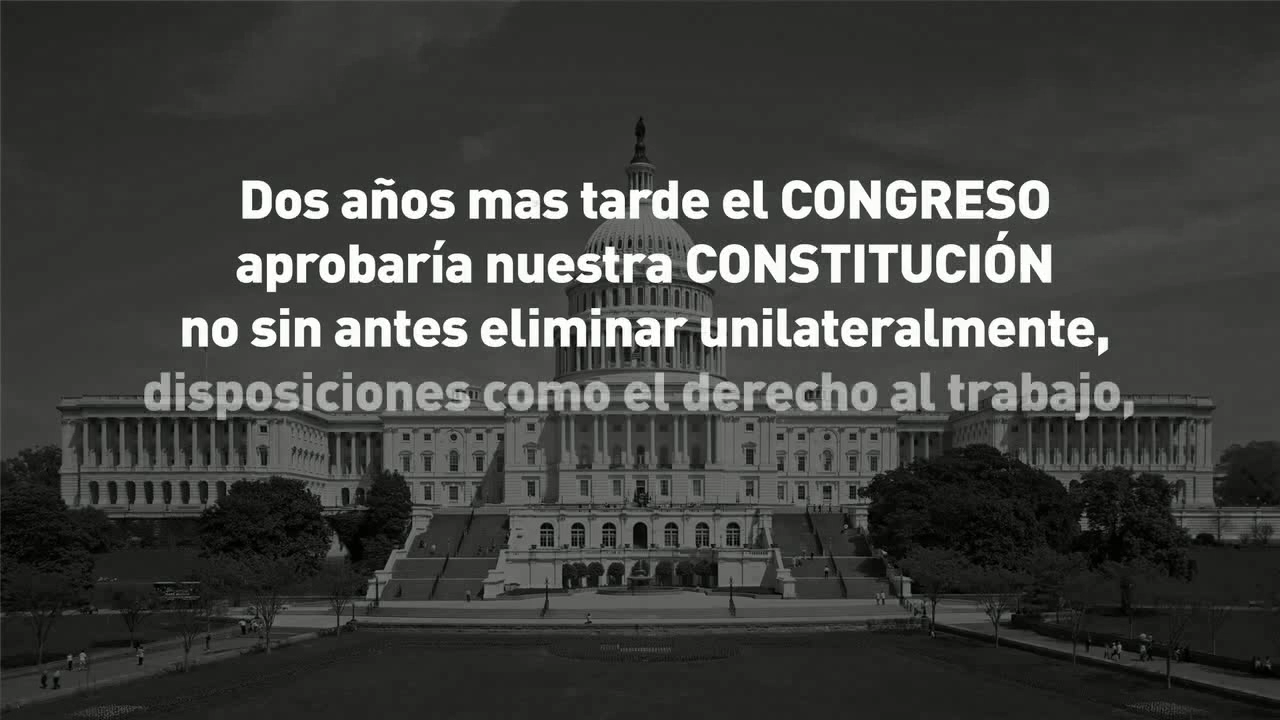 Dos años mas tarde el CONGRESO
aprobaría nuestra CONSTITUCIÓN
no sin antes eliminar unilateralmente,
disposiciones como el derecho al trabajo,